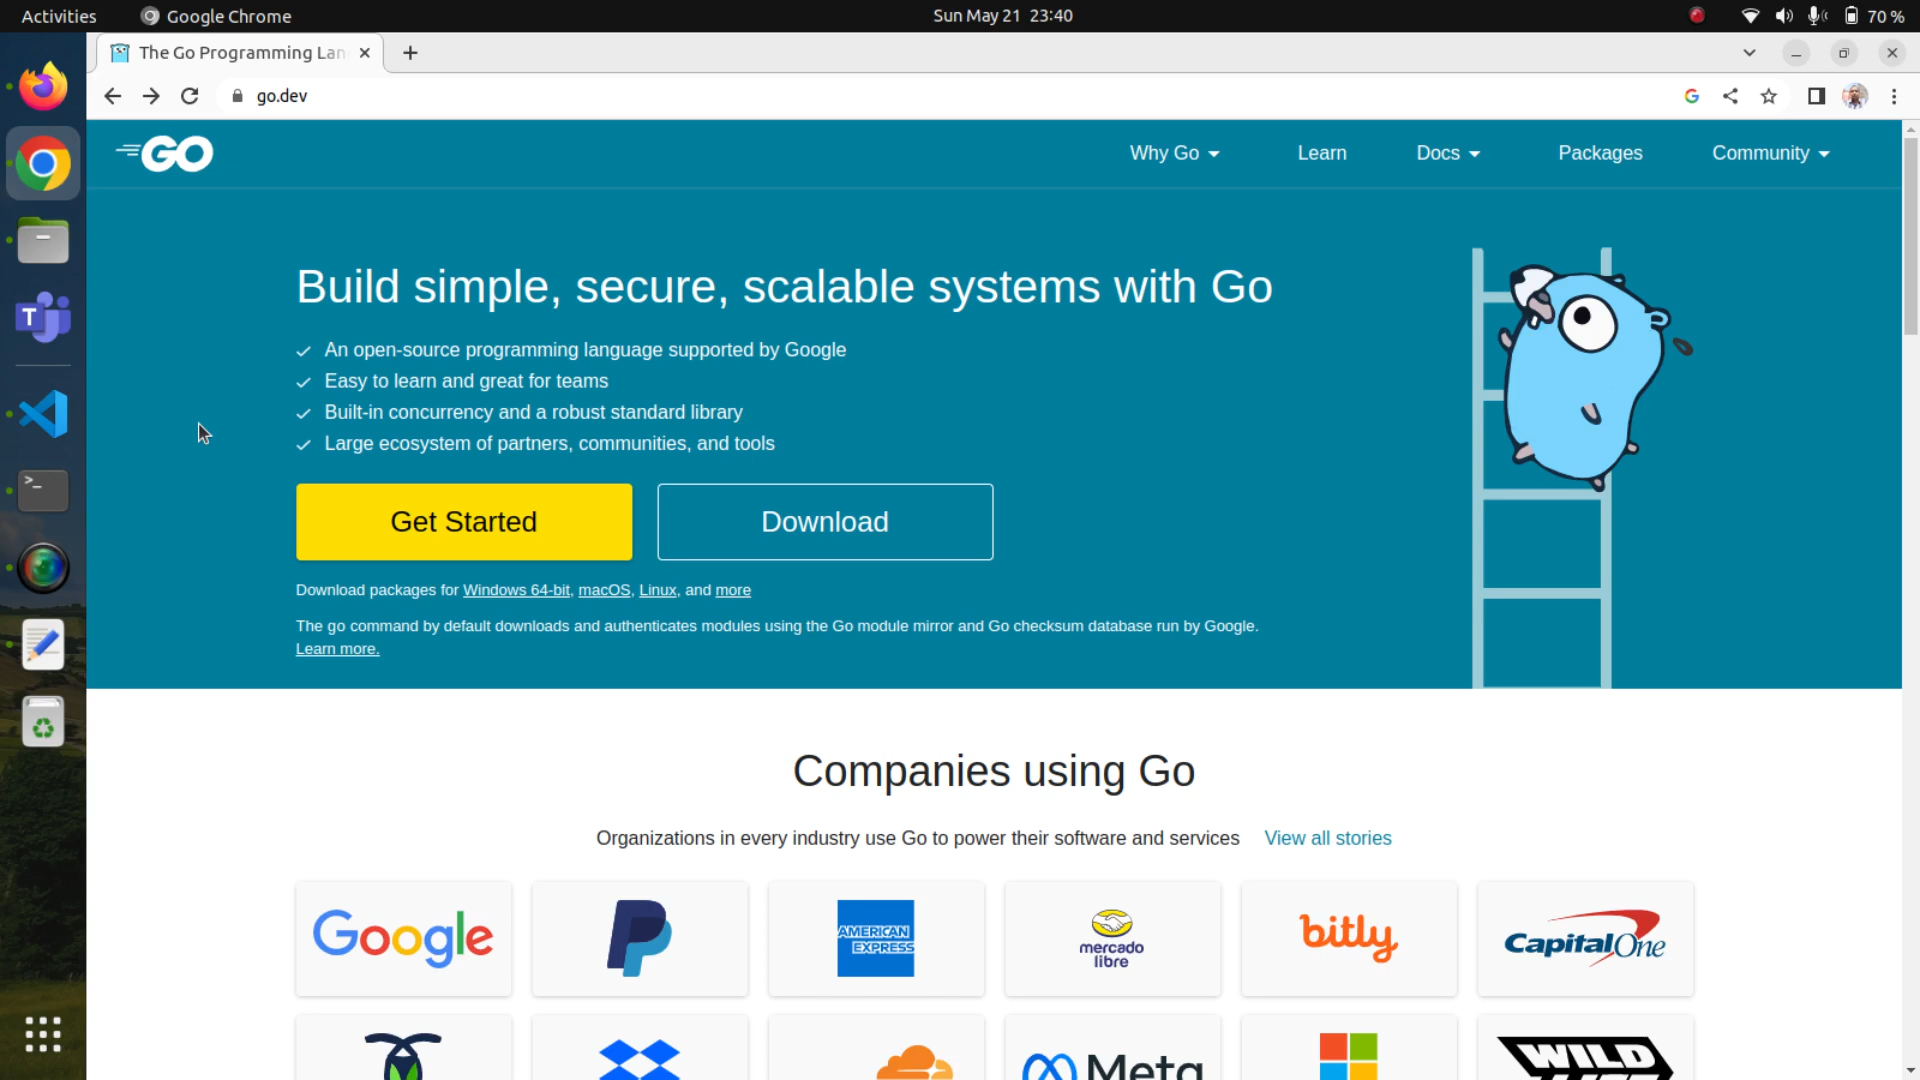 Activities Google Chrome Sun May 21 23:40 70 %
The Go Programming Lan
go.dev
GO Why Go Learn Docs Packages Community
Build simple, secure, scalable systems with Go
An open-source programming language supported by Google
Easy to learn and great for teams
Built-in concurrency and a robust standard library
Large ecosystem of partners, communities, and tools
Get Started Download
Download packages for Windows 64-bit, macOS, Linux, and more
The go command by default downloads and authenticates modules using the Go module mirror and Go checksum database run by Google.
Learn more.
Companies using Go
Organizations in every industry use Go to power their software and services View all stories
Google AMERICAN EXPRESS mercado libre bitly CapitalOne
Meta WILD